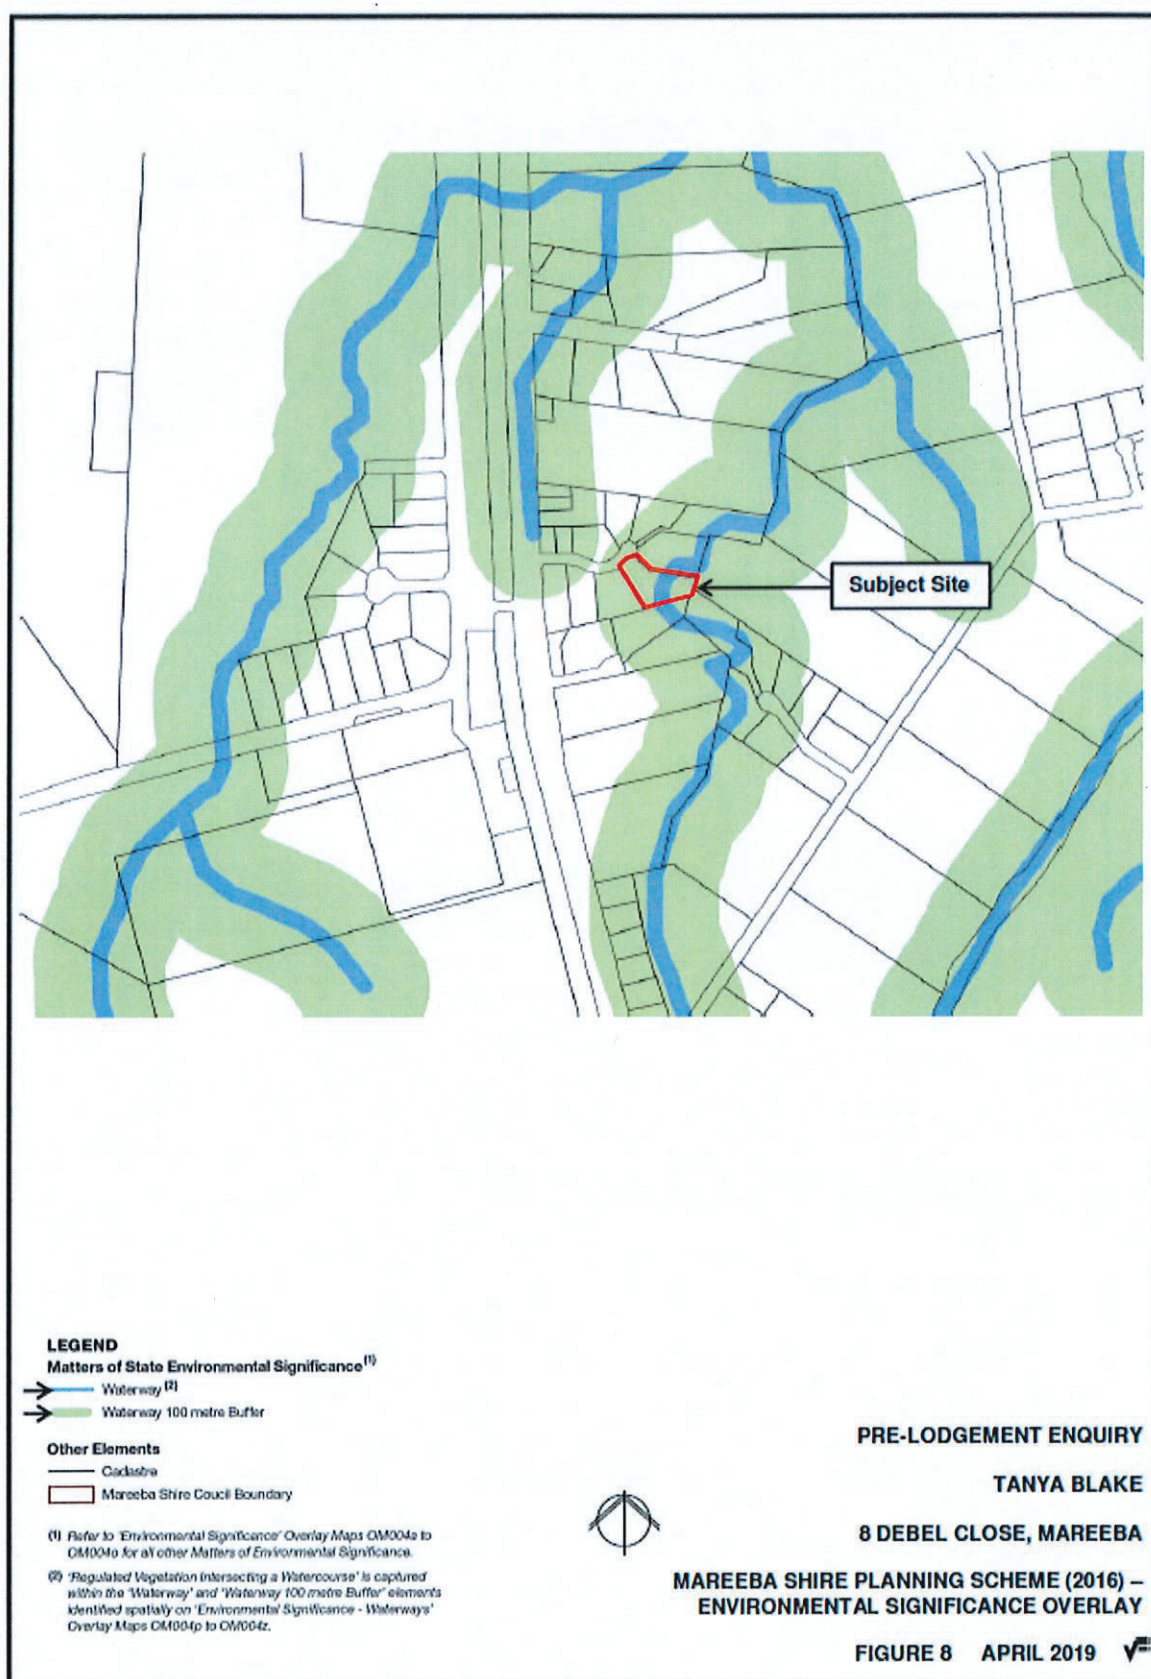 Subject Site
LEGEND
Matters of State Environmental Significance(1)
Waterway (2)
Waterway 100 metre Buffer
Other Elements
Cadastre
Mareeba Shire Coucil Boundary
(1) Refer to 'Environmental Significance' Overlay Maps OM004a to
OM004o for all other Matters of Environmental Significance.
(2) 'Regulated Vegetation Intersecting a Watercourse' is captured
within the 'Waterway' and 'Waterway 100 metre Buffer' elements
identified spatially on 'Environmental Significance - Waterways'
Overlay Maps OM004p to OM004z.
PRE-LODGEMENT ENQUIRY
TANYA BLAKE
8 DEBEL CLOSE, MAREEBA
MAREEBA SHIRE PLANNING SCHEME (2016) –
ENVIRONMENTAL SIGNIFICANCE OVERLAY
FIGURE 8 APRIL 2019